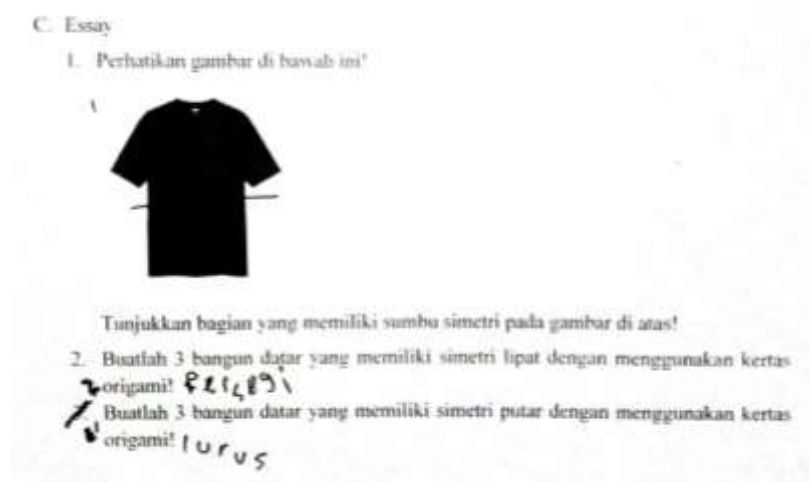 C. Essay
1. Perhatikan gambar di bawah ini!
Tunjukkan bagian yang memiliki sumbu simetri pada gambar di atas!
2. Buatlah 3 bangun datar yang memiliki simetri lipat dengan menggunakan kertas
origami!
Buatlah 3 bangun datar yang memiliki simetri putar dengan menggunakan kertas
origami! lurus